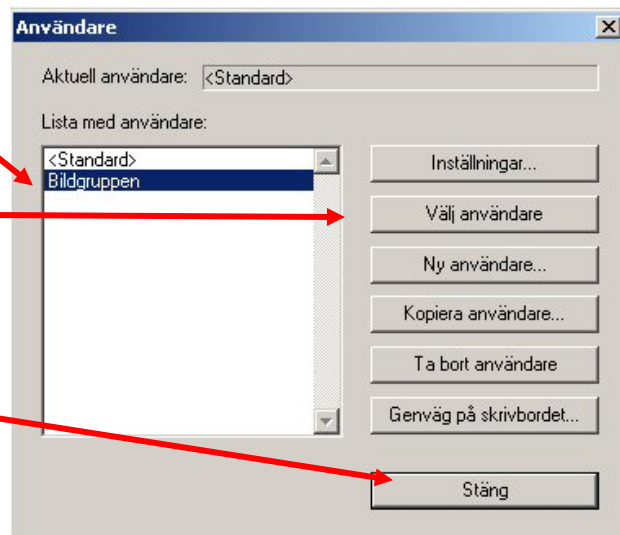 Användare
Aktuell användare: <Standard>
Lista med användare:
<Standard>
Bildgruppen
Inställningar...
Välj användare
Ny användare...
Kopiera användare...
Ta bort användare
Genväg på skrivbordet...
Stäng